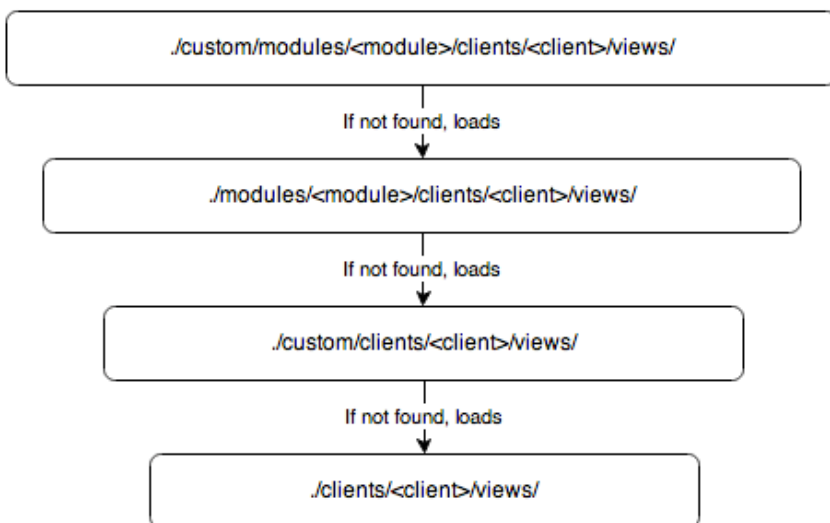 ./custom/modules/<module>/clients/<client>/views/
If not found, loads
./modules/<module>/clients/<client>/views/
If not found, loads
./custom/clients/<client>/views/
If not found, loads
./clients/<client>/views/